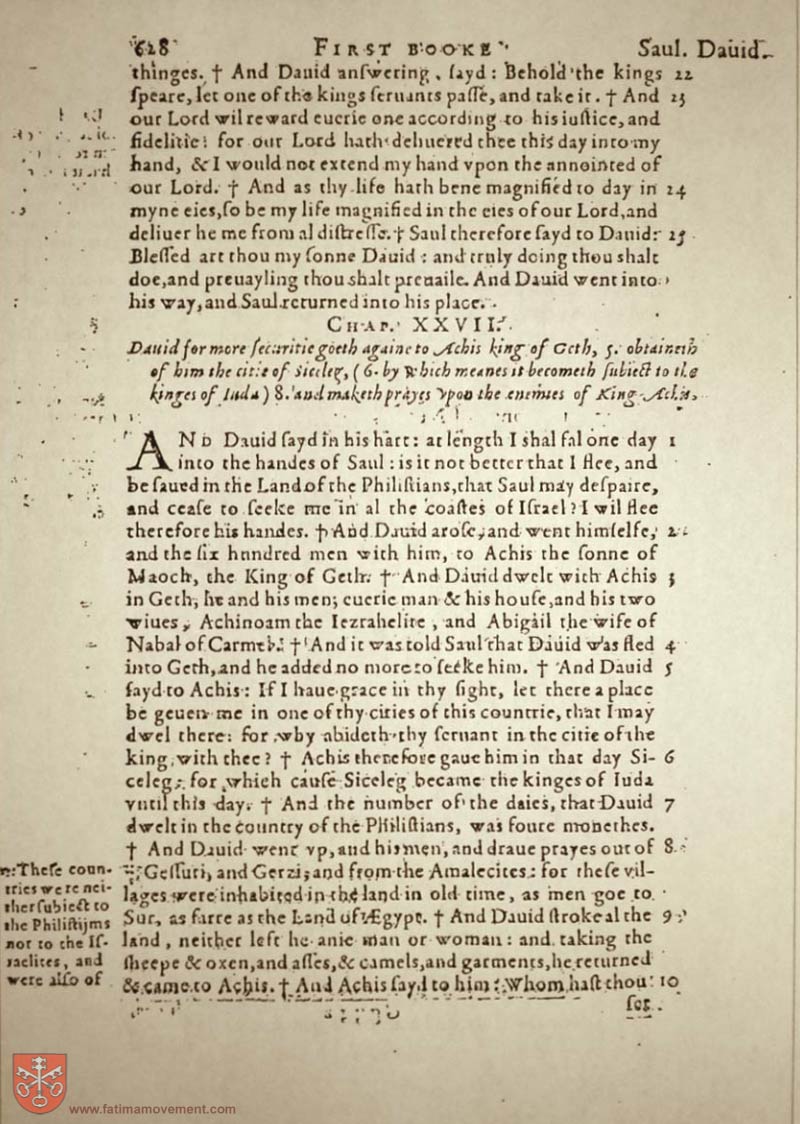 628 FIRST BOOKE Saul. Dauid.
thinges. † And Dauid anſwering, ſayd: Behold the kings 22
ſpeare, let one of the kings ſeruants paſſe, and take it. † And 23
our Lord wil reward euerie one according to his iuſtice, and
fidelitie: for our Lord hath deliuered thee this day into my
hand, & I would not extend my hand vpon the annointed of
our Lord. † And as thy life hath bene magnified to day in 24
myne eies, ſo be my life magnified in the eies of our Lord, and
deliuer he me from al diſtreſſe. † Saul therefore ſayd to Dauid: 25
Bleſſed art thou my ſonne Dauid: and truly doing thou shalt
doe, and preuayling thou shalt preuaile. And Dauid went into
his way, and Saul returned into his place.
CHAP. XXVII.
Dauid for more ſecuritie goeth againe to Achis king of Geth, 5. obtaineth
of him the citie of Siceleg, (6. by which meanes it becometh ſubiect to the
kinges of Iuda) 8. and maketh prayes vpon the enemies of King Achis.
AND Dauid ſayd in his hart: at length I shal fal one day 1
into the handes of Saul: is it not better that I flee, and
be ſaued in the Land of the Philiſtians, that Saul may deſpaire,
and ceaſe to ſeeke me in al the coaſtes of Iſrael? I wil flee
therefore his handes. † And Dauid aroſe, and went himſelfe, 2
and the ſix hundred men with him, to Achis the ſonne of
Maoch, the King of Geth. † And Dauid dwelt with Achis 3
in Geth, he and his men; euerie man & his houſe, and his two
wiues, Achinoam the Iezrahelite, and Abigail the wife of
Nabal of Carmel. † And it was told Saul that Dauid was fled 4
into Geth, and he added no more to ſeeke him. † And Dauid 5
ſayd to Achis: If I haue grace in thy ſight, let there a place
be geuen me in one of thy cities of this countrie, that I may
dwel there: for why abideth thy ſeruant in the citie of the
king with thee? † Achis therefore gaue him in that day Si- 6
celeg: for which cauſe Siceleg became the kinges of Iuda
vntil this day. † And the number of the daies, that Dauid 7
dwelt in the country of the Philiſtians, was foure monethes.
† And Dauid went vp, and his men, and draue prayes out of 8
Geſſuri, and Gerzi, and from the Amalecites: for theſe vil-
lages were inhabited in the land in old time, as men goe to
Sur, as farre as the Land of Ægypt. † And Dauid ſtroke al the 9
land, neither left he anie man or woman: and taking the
ſheepe & oxen, and aſſes, & camels, and garments, he returned
& came to Achis. † And Achis ſayd to him: Whom haſt thou 10
ſet
Theſe coun-
tries were nei-
ther ſubiect to
the Philiſtijms
nor to the Iſ-
raelites, and
were alſo of
www.fatimamovement.com